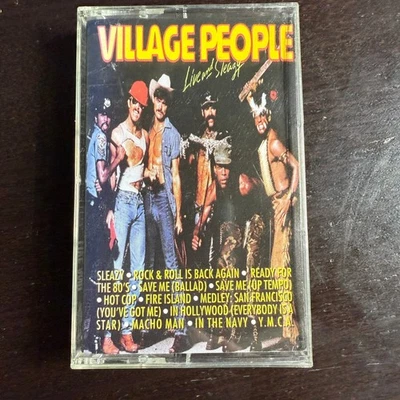 VILLAGE PEOPLE
Live and Sleazy
SLEAZY • ROCK & ROLL IS BACK AGAIN • READY FOR
THE 80'S • SAVE ME (BALLAD) • SAVE ME (UP TEMPO)
• HOT COP • FIRE ISLAND • MEDLEY: SAN FRANCISCO
(YOU'VE GOT ME) • IN HOLLYWOOD (EVERYBODY IS A
STAR) • MACHO MAN • IN THE NAVY • Y.M.C.A.